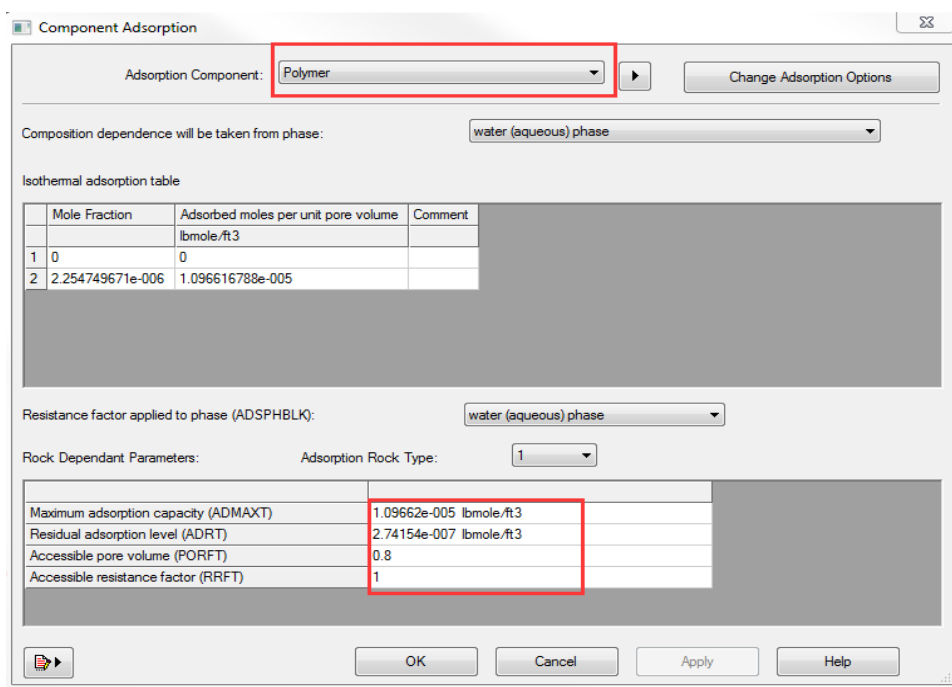 Component Adsorption
Adsorption Component: Polymer Change Adsorption Options
Composition dependence will be taken from phase: water (aqueous) phase
Isothermal adsorption table
Mole Fraction Adsorbed moles per unit pore volume Comment
lbmole/ft3
1 0 0
2 2.254749671e-006 1.096616788e-005
Resistance factor applied to phase (ADSPHBLK): water (aqueous) phase
Rock Dependant Parameters: Adsorption Rock Type: 1
Maximum adsorption capacity (ADMAXT) 1.09662e-005 lbmole/ft3
Residual adsorption level (ADRT) 2.74154e-007 lbmole/ft3
Accessible pore volume (PORFT) 0.8
Accessible resistance factor (RRFT) 1
OK Cancel Apply Help